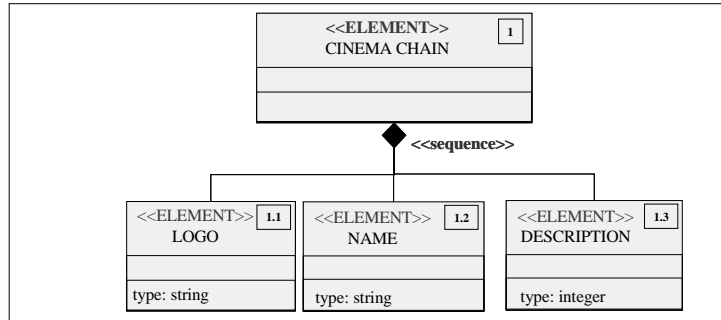 <<ELEMENT>>
1
CINEMA CHAIN
<<sequence>>
<<ELEMENT>>
1.1
LOGO
type: string
<<ELEMENT>>
1.2
NAME
type: string
<<ELEMENT>>
1.3
DESCRIPTION
type: integer